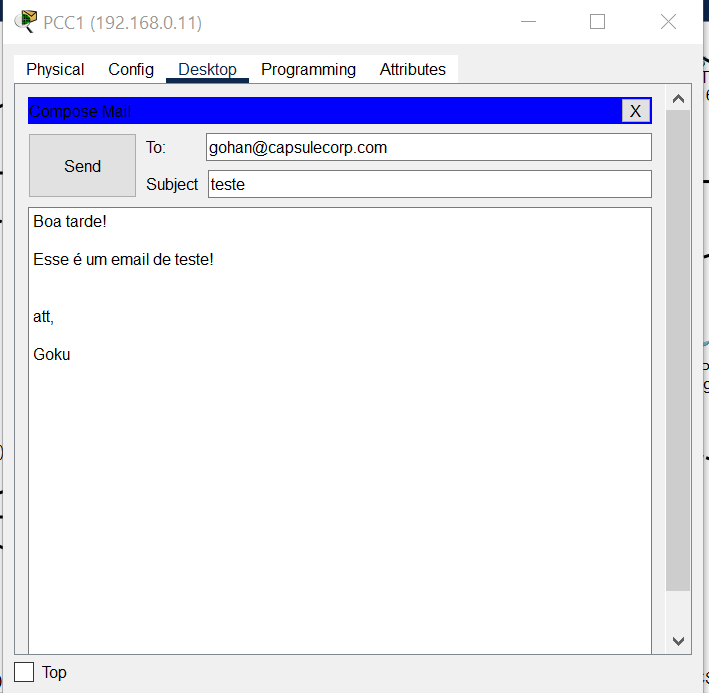 PCC1 (192.168.0.11)
Physical Config Desktop Programming Attributes
Compose Mail X
Send
To: gohan@capsulecorp.com
Subject teste
Boa tarde!
Esse é um email de teste!
att,
Goku
Top